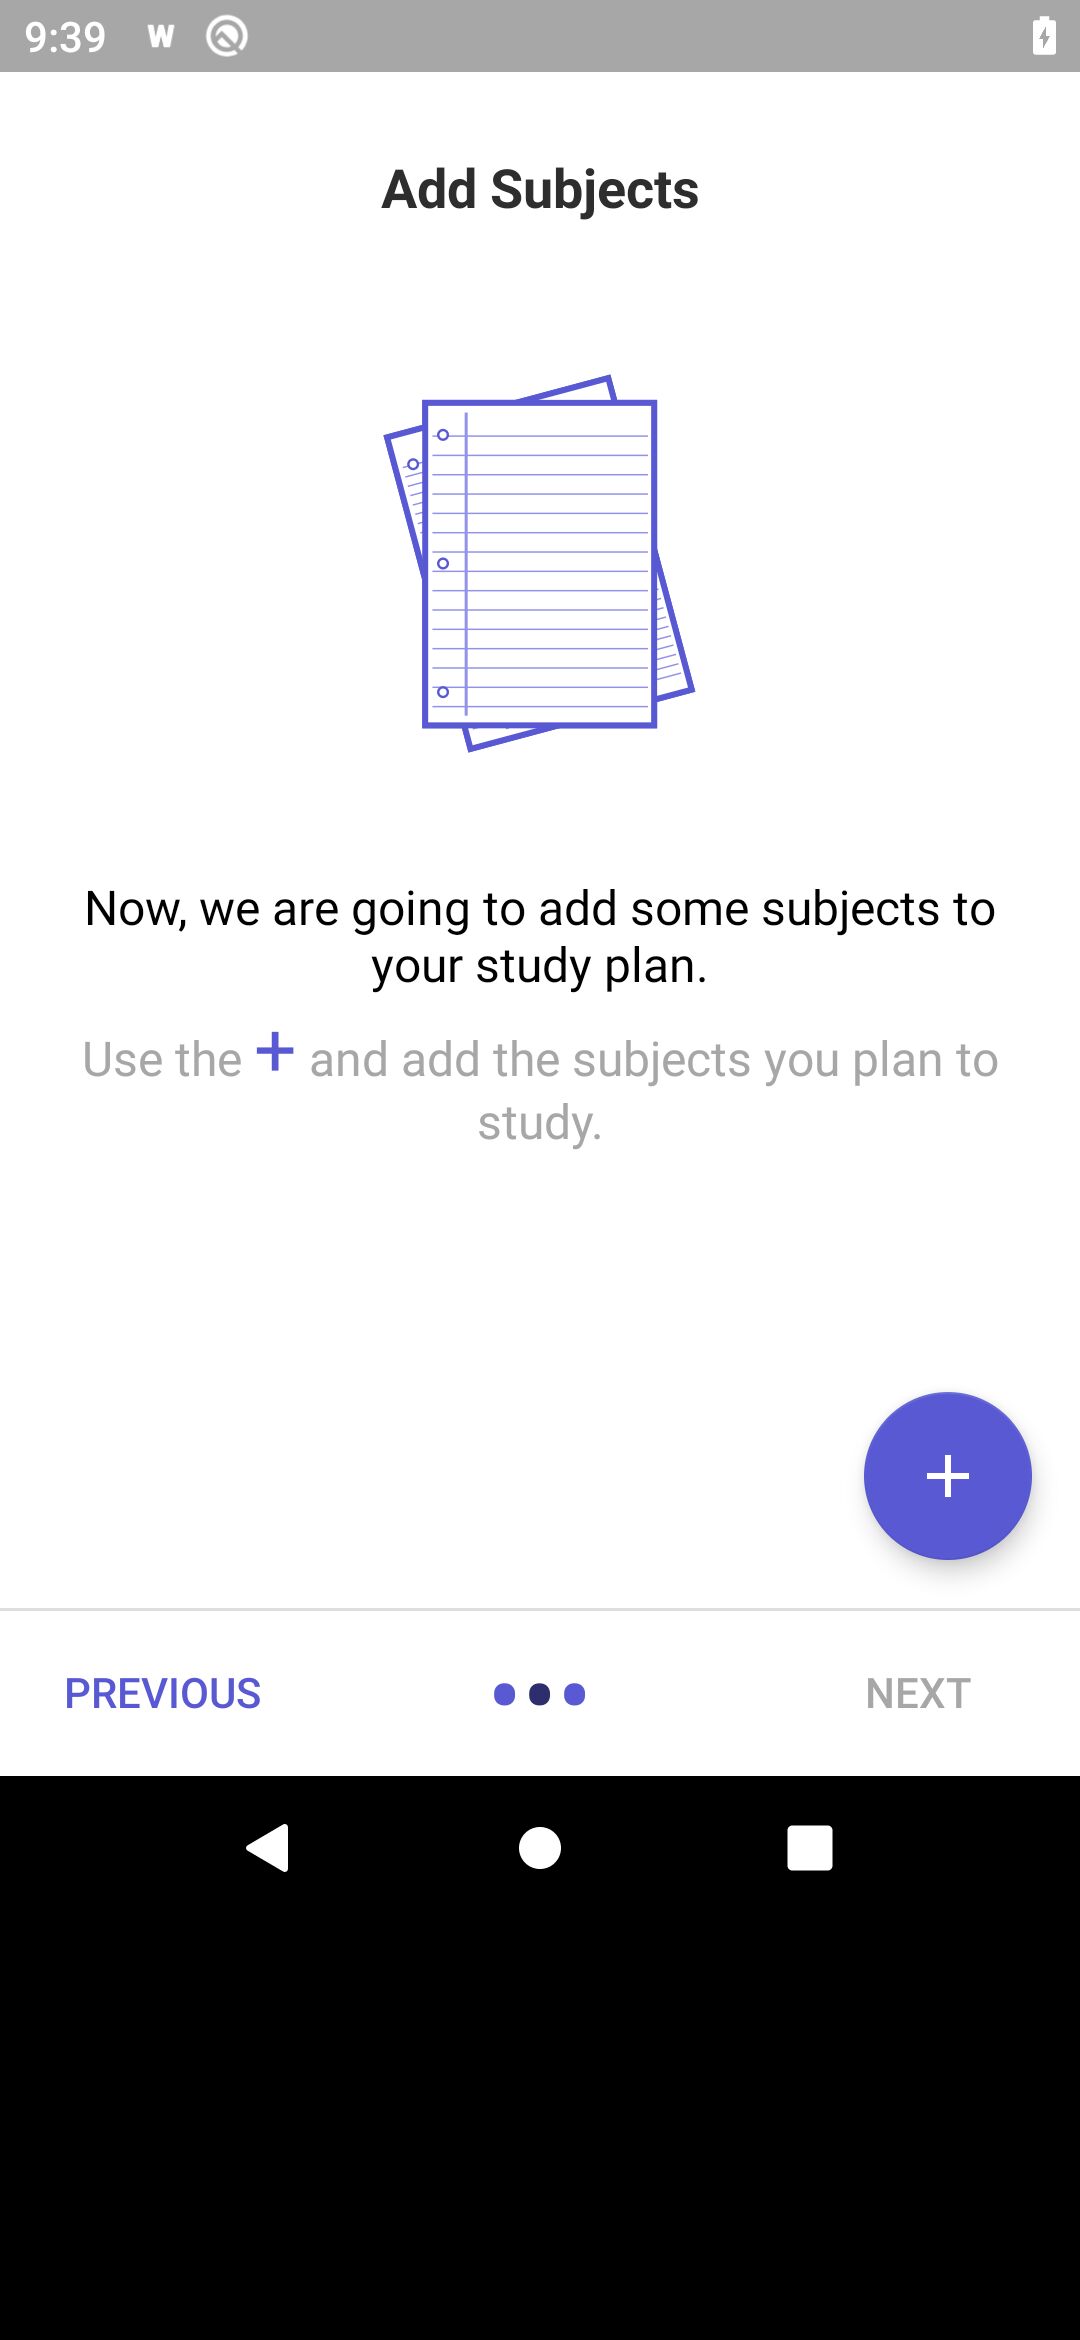 9:39 W
Add Subjects
Now, we are going to add some subjects to
your study plan.
Use the + and add the subjects you plan to
study.
+
PREVIOUS
NEXT